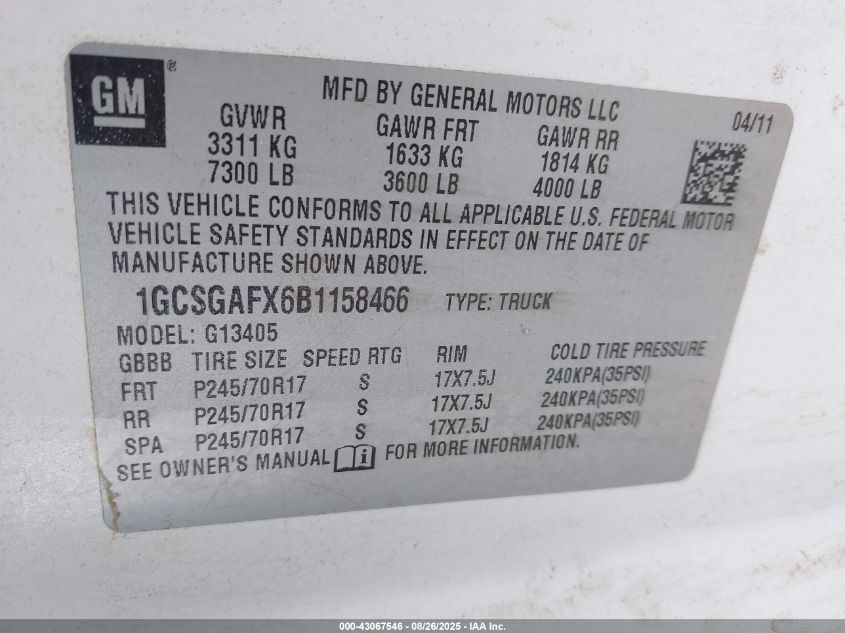 GM ®
MFD BY GENERAL MOTORS LLC
04/11
GVWR GAWR FRT GAWR RR
3311 KG 1633 KG 1814 KG
7300 LB 3600 LB 4000 LB
THIS VEHICLE CONFORMS TO ALL APPLICABLE U.S. FEDERAL MOTOR
VEHICLE SAFETY STANDARDS IN EFFECT ON THE DATE OF
MANUFACTURE SHOWN ABOVE.
1GCSGAFX6B1158466 TYPE: TRUCK
MODEL: G13405
GBBB TIRE SIZE SPEED RTG RIM COLD TIRE PRESSURE
FRT P245/70R17 S 17X7.5J 240KPA(35PSI)
RR P245/70R17 S 17X7.5J 240KPA(35PSI)
SPA P245/70R17 S 17X7.5J 240KPA(35PSI)
SEE OWNER'S MANUAL i FOR MORE INFORMATION.
000-43067546 - 08/26/2025 - IAA Inc.